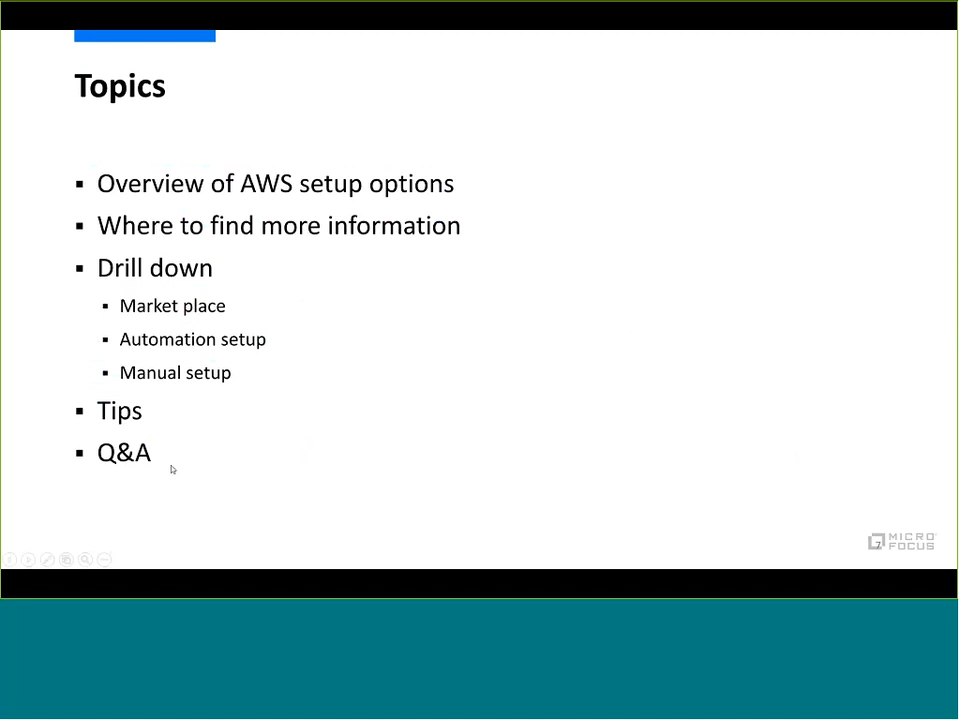 Topics
▪ Overview of AWS setup options
▪ Where to find more information
▪ Drill down
▪ Market place
▪ Automation setup
▪ Manual setup
▪ Tips
▪ Q&A
7
MICRO
FOCUS